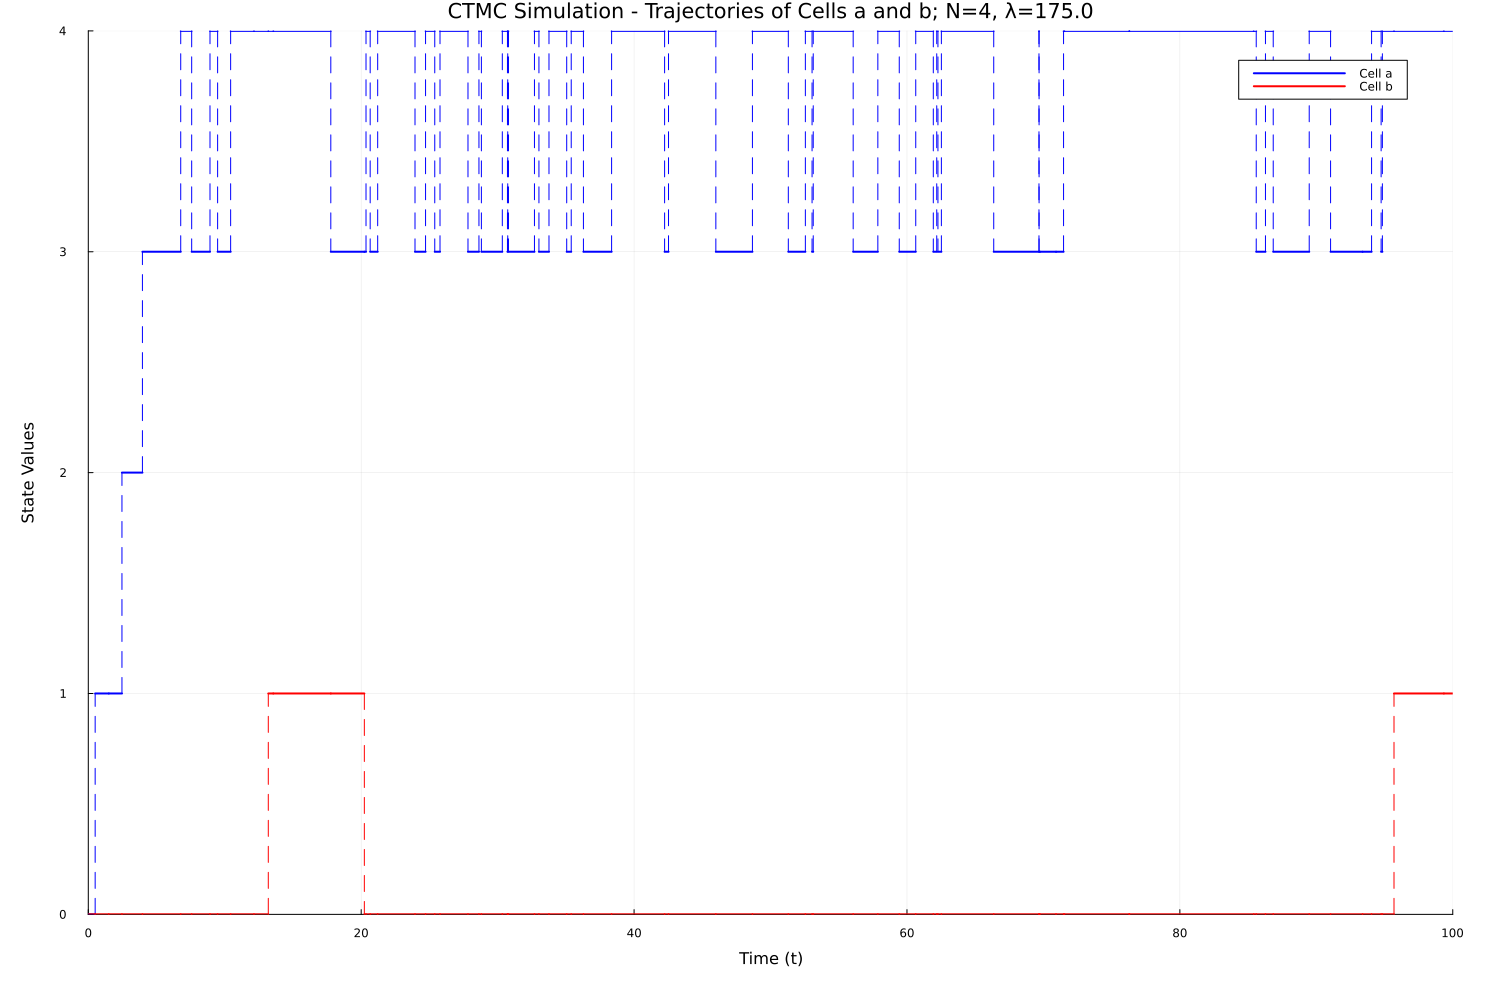 CTMC Simulation - Trajectories of Cells a and b; N=4, λ=175.0
4
Cell a
Cell b
3
State Values
2
1
0
0 20 40 60 80 100
Time (t)